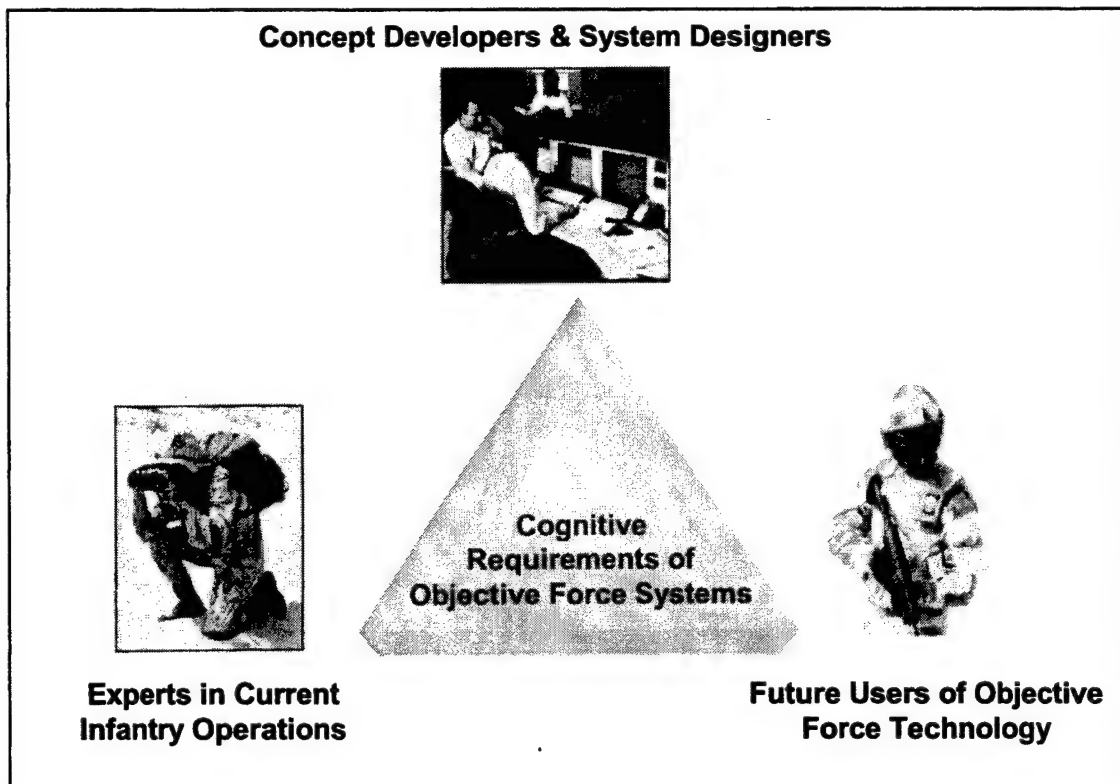 Concept Developers & System Designers
Cognitive
Requirements of
Objective Force Systems
Experts in Current
Infantry Operations
Future Users of Objective
Force Technology